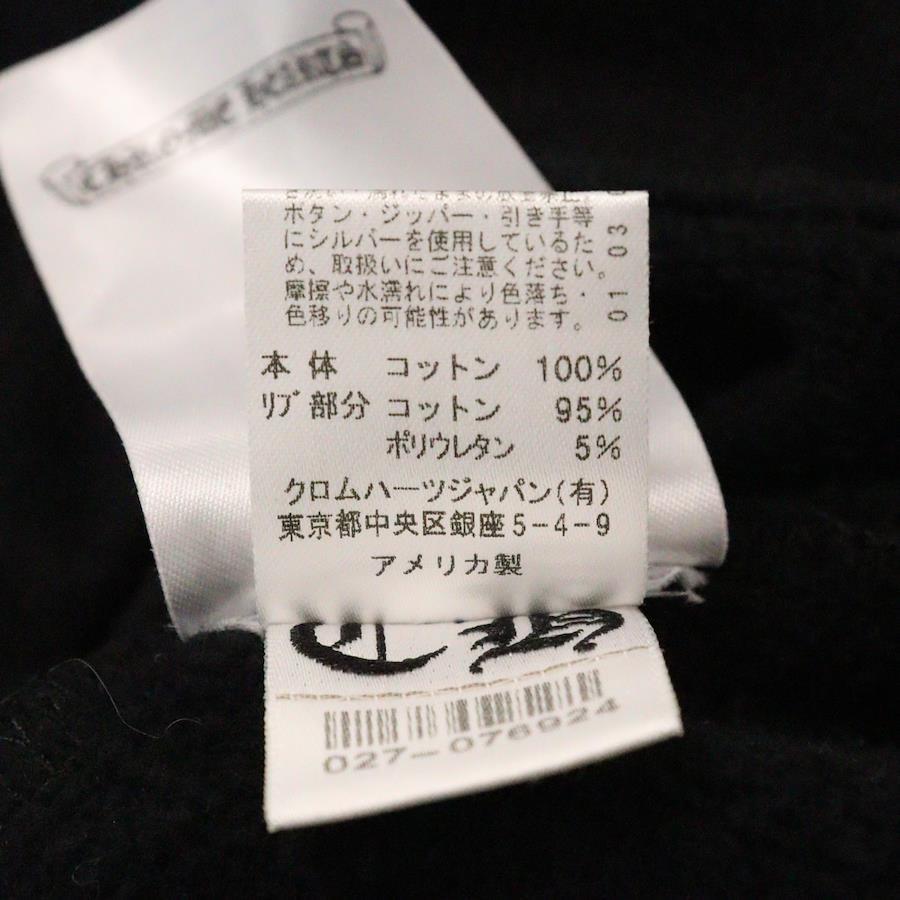 CHROME HEARTS
ボタン・ジッパー・引き手等
にシルバーを使用しているた
め、取扱いにご注意ください。
摩擦や水濡れにより色落ち・
色移りの可能性があります。
01 03
本体 コットン 100%
リブ部分 コットン 95%
ポリウレタン 5%
クロムハーツジャパン(有)
東京都中央区銀座5-4-9
アメリカ製
027-076924